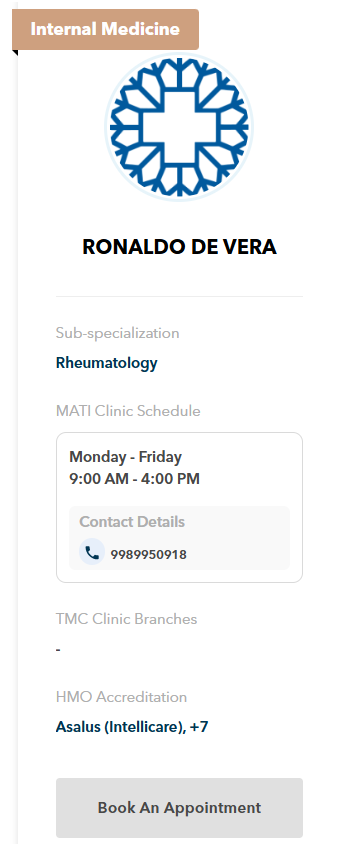 Internal Medicine
RONALDO DE VERA
Sub-specialization
Rheumatology
MATI Clinic Schedule
Monday - Friday
9:00 AM - 4:00 PM
Contact Details
9989950918
TMC Clinic Branches
-
HMO Accreditation
Asalus (Intellicare), +7
Book An Appointment